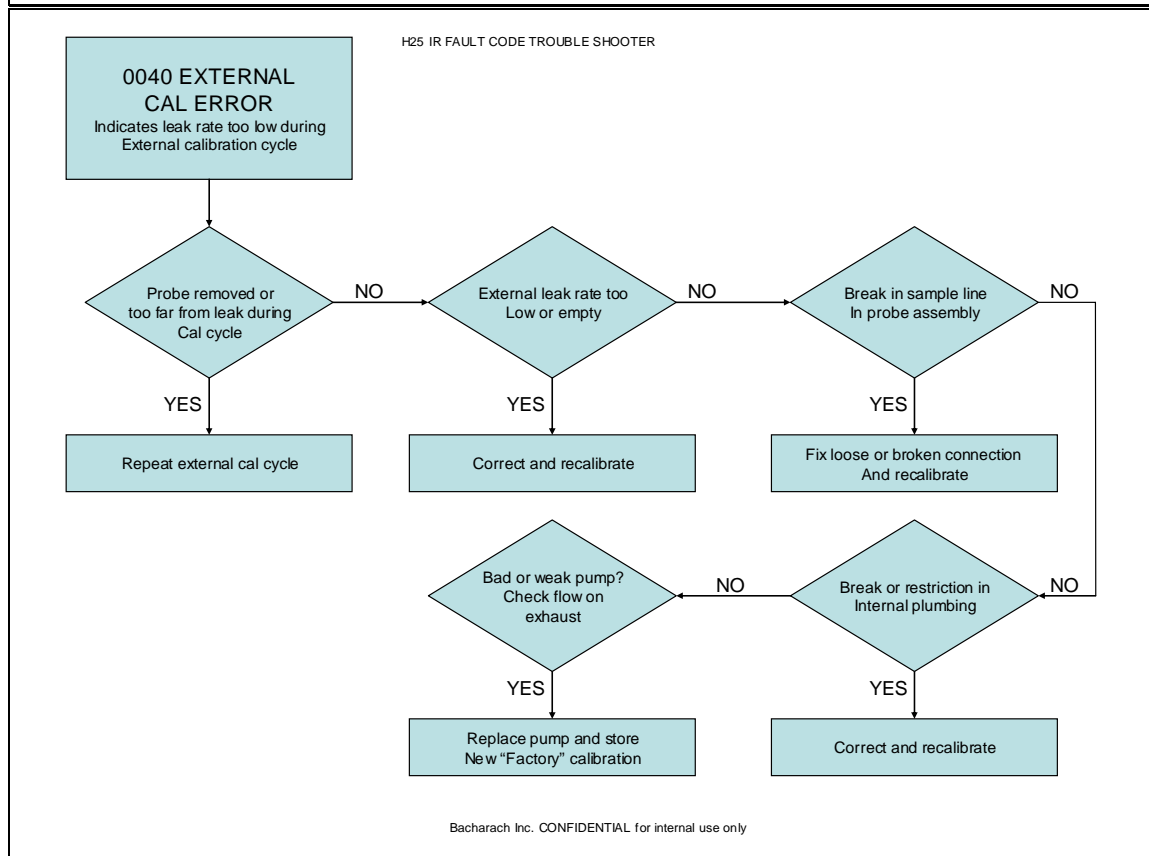 H25 IR FAULT CODE TROUBLE SHOOTER
0040 EXTERNAL
CAL ERROR
Indicates leak rate too low during
External calibration cycle
Probe removed or
too far from leak during
Cal cycle
NO
External leak rate too
Low or empty
NO
Break in sample line
In probe assembly
NO
YES
YES
YES
Repeat external cal cycle
Correct and recalibrate
Fix loose or broken connection
And recalibrate
Bad or weak pump?
Check flow on
exhaust
NO
Break or restriction in
Internal plumbing
NO
YES
YES
Replace pump and store
New "Factory" calibration
Correct and recalibrate
Bacharach Inc. CONFIDENTIAL for internal use only